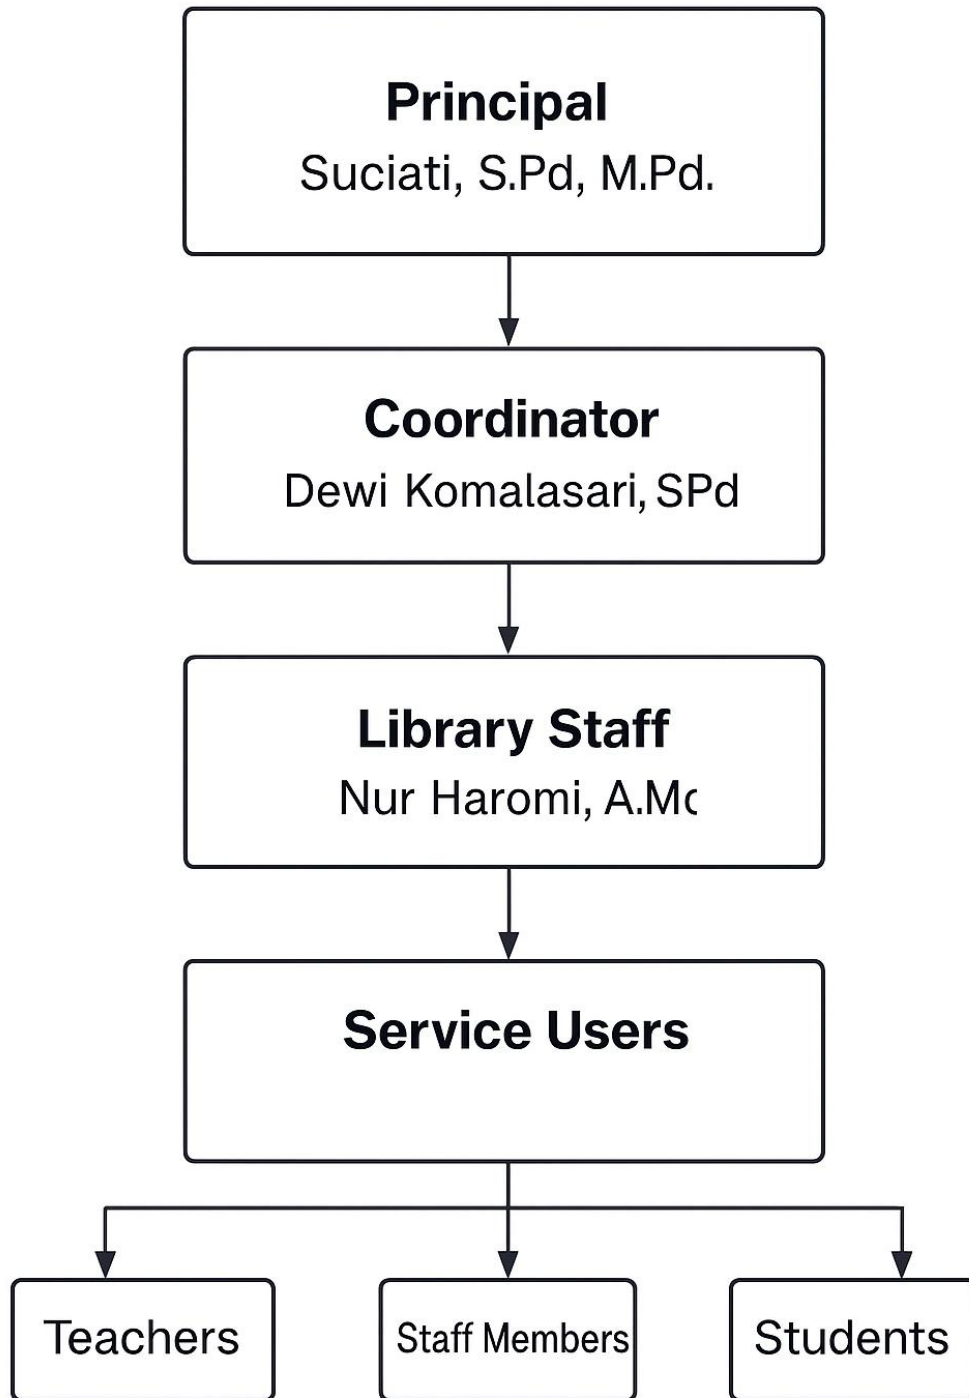 Principal
Suciati, S.Pd, M.Pd.
Coordinator
Dewi Komalasari, SPd
Library Staff
Nur Haromi,
Service Users
Teachers
Staff Members
Students